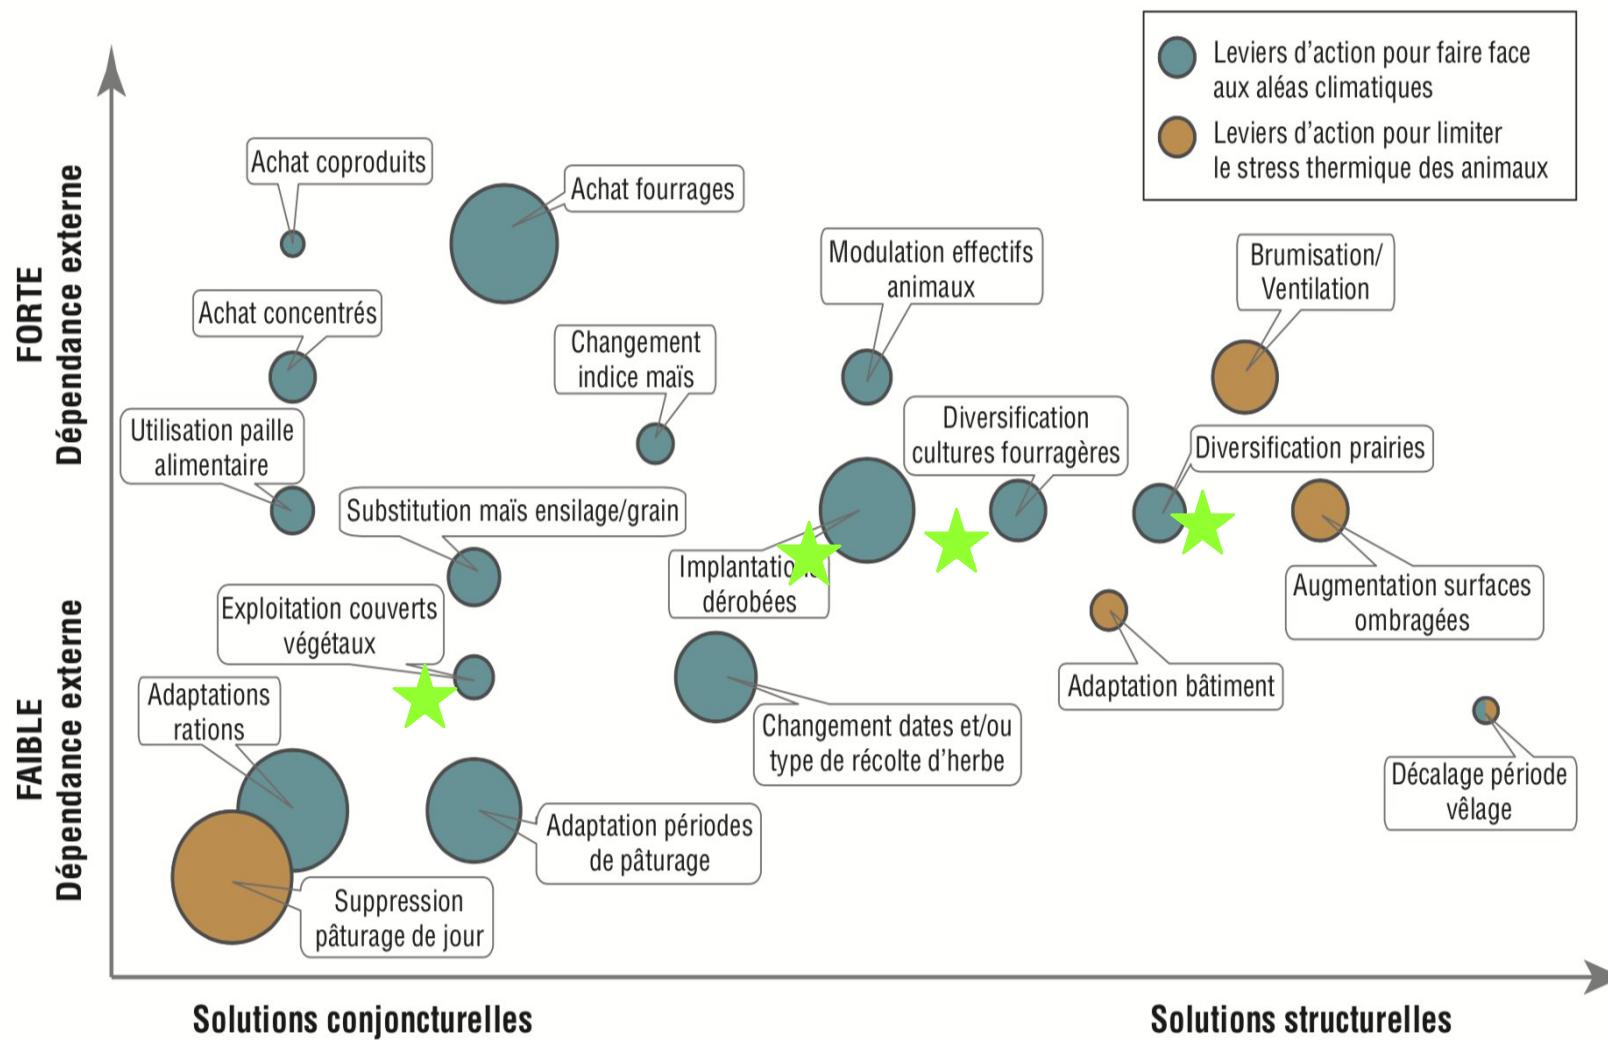 Leviers d'action pour faire face
aux aléas climatiques
Leviers d'action pour limiter
le stress thermique des animaux
FORTE
Dépendance externe
FAIBLE
Dépendance externe
Achat coproduits
Achat fourrages
Modulation effectifs
animaux
Brumisation/
Ventilation
Achat concentrés
Changement
indice maïs
Diversification
cultures fourragères
Diversification prairies
Utilisation paille
alimentaire
Substitution maïs ensilage/grain
Implantations
dérobées
Augmentation surfaces
ombragées
Exploitation couverts
végétaux
Adaptation bâtiment
Adaptations
rations
Changement dates et/ou
type de récolte d'herbe
Décalage période
vêlage
Adaptation périodes
de pâturage
Suppression
pâturage de jour
Solutions conjoncturelles
Solutions structurelles